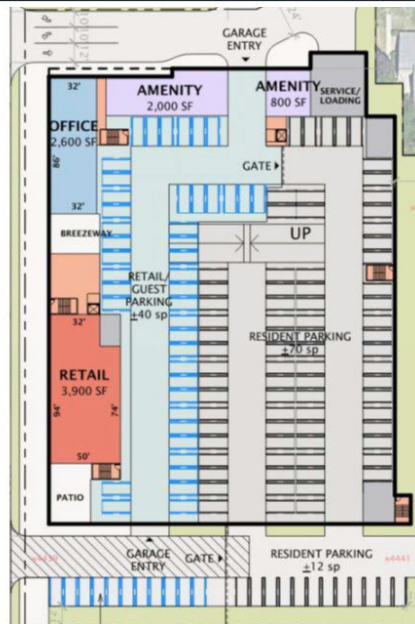 GARAGE
ENTRY
32'
AMENITY
2,000 SF
AMENITY
800 SF
SERVICE/
LOADING
OFFICE
2,600 SF
86'
GATE
32'
BREEZEWAY
UP
RETAIL/
GUEST
PARKING
±40 sp
32'
RESIDENT PARKING
±70 sp
RETAIL
3,900 SF
94'
74'
50'
PATIO
GARAGE
ENTRY
GATE
RESIDENT PARKING
±12 sp
x4441